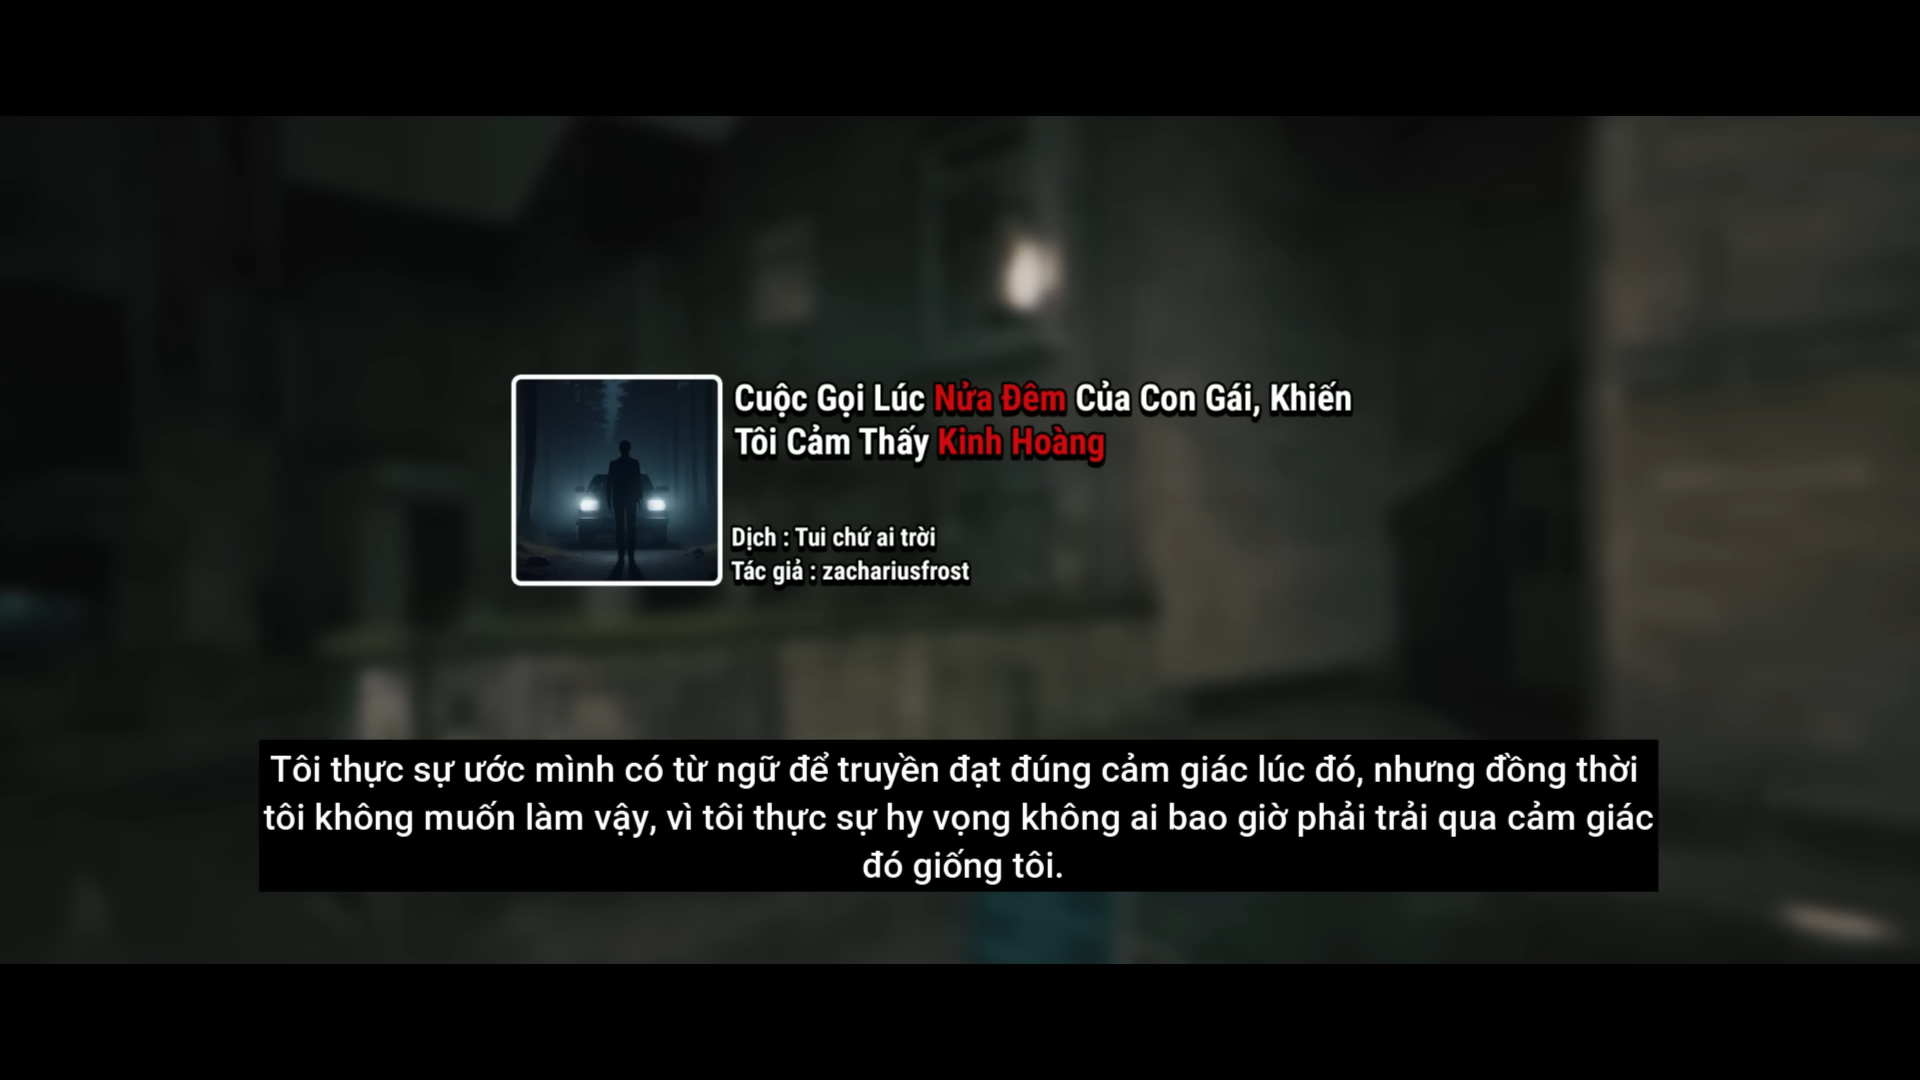 Cuộc Gọi Lúc Nửa Đêm Của Con Gái, Khiến
Tôi Cảm Thấy Kinh Hoàng
Dịch : Tui chứ ai trời
Tác giả : zachariusfrost
Tôi thực sự ước mình có từ ngữ để truyền đạt đúng cảm giác lúc đó, nhưng đồng thời
tôi không muốn làm vậy, vì tôi thực sự hy vọng không ai bao giờ phải trải qua cảm giác
đó giống tôi.